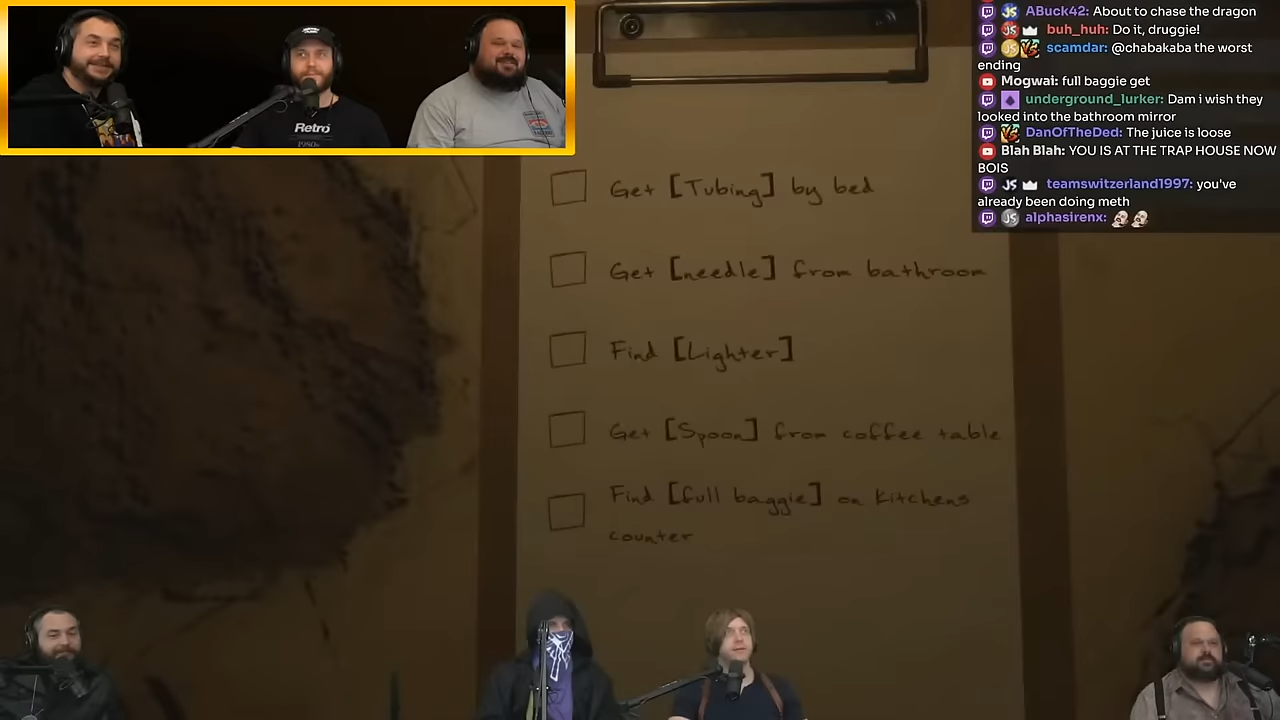 Retro
1980s
ABuck42: About to chase the dragon
buh_huh: Do it, druggie!
scamdar: @chabakaba the worst
ending
Mogwai: full baggie get
underground_lurker: Dam i wish they
looked into the bathroom mirror
DanOfTheDed: The juice is loose
Blah Blah: YOU IS AT THE TRAP HOUSE NOW
BOIS
teamswitzerland1997: you've
already been doing meth
alphasirenx:
Get [Tubing] by bed
Get [needle] from bathroom
Find [Lighter]
Get [Spoon] from coffee table
Find [full baggie] on kitchens
counter